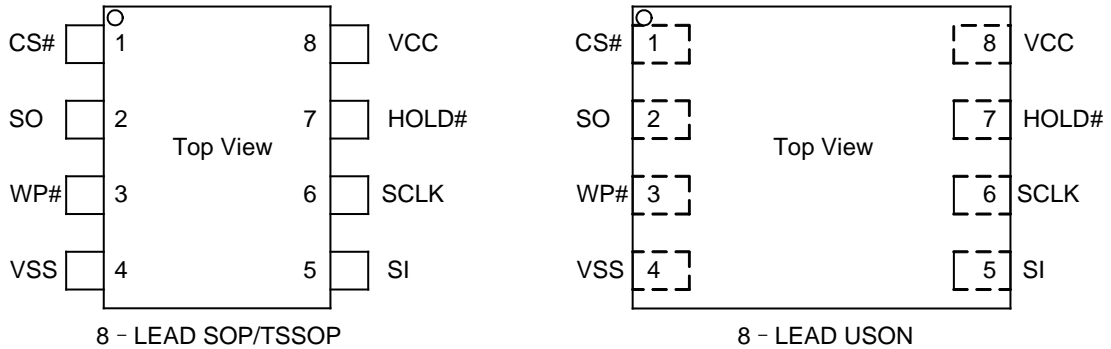 CS# 1 8 VCC
SO 2 7 HOLD#
Top View
WP# 3 6 SCLK
VSS 4 5 SI
8 – LEAD SOP/TSSOP
CS# 1 8 VCC
SO 2 7 HOLD#
Top View
WP# 3 6 SCLK
VSS 4 5 SI
8 – LEAD USON